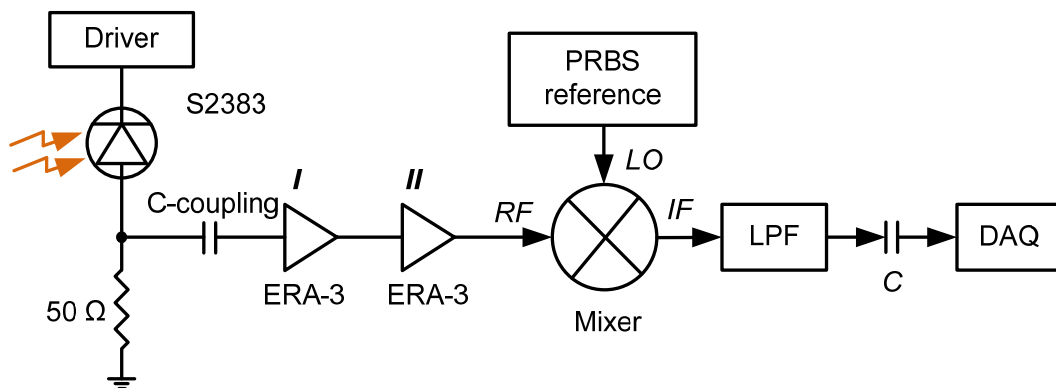 Driver
S2383
PRBS
reference
LO
C-coupling
I
II
RF
IF
LPF
DAQ
ERA-3
ERA-3
Mixer
C
50 Ω